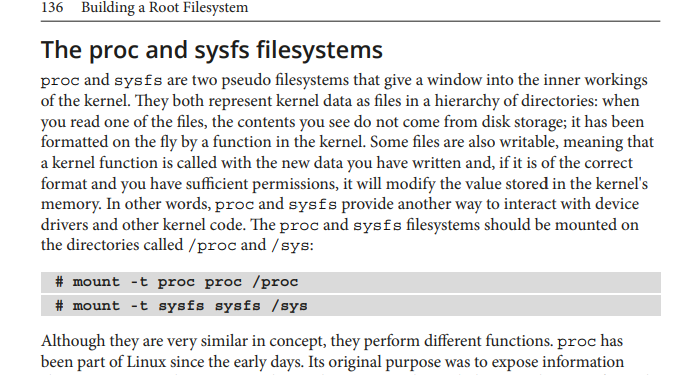 136 Building a Root Filesystem
The proc and sysfs filesystems
proc and sysfs are two pseudo filesystems that give a window into the inner workings
of the kernel. They both represent kernel data as files in a hierarchy of directories: when
you read one of the files, the contents you see do not come from disk storage; it has been
formatted on the fly by a function in the kernel. Some files are also writable, meaning that
a kernel function is called with the new data you have written and, if it is of the correct
format and you have sufficient permissions, it will modify the value stored in the kernel's
memory. In other words, proc and sysfs provide another way to interact with device
drivers and other kernel code. The proc and sysfs filesystems should be mounted on
the directories called /proc and /sys:
# mount -t proc proc /proc
# mount -t sysfs sysfs /sys
Although they are very similar in concept, they perform different functions. proc has
been part of Linux since the early days. Its original purpose was to expose information